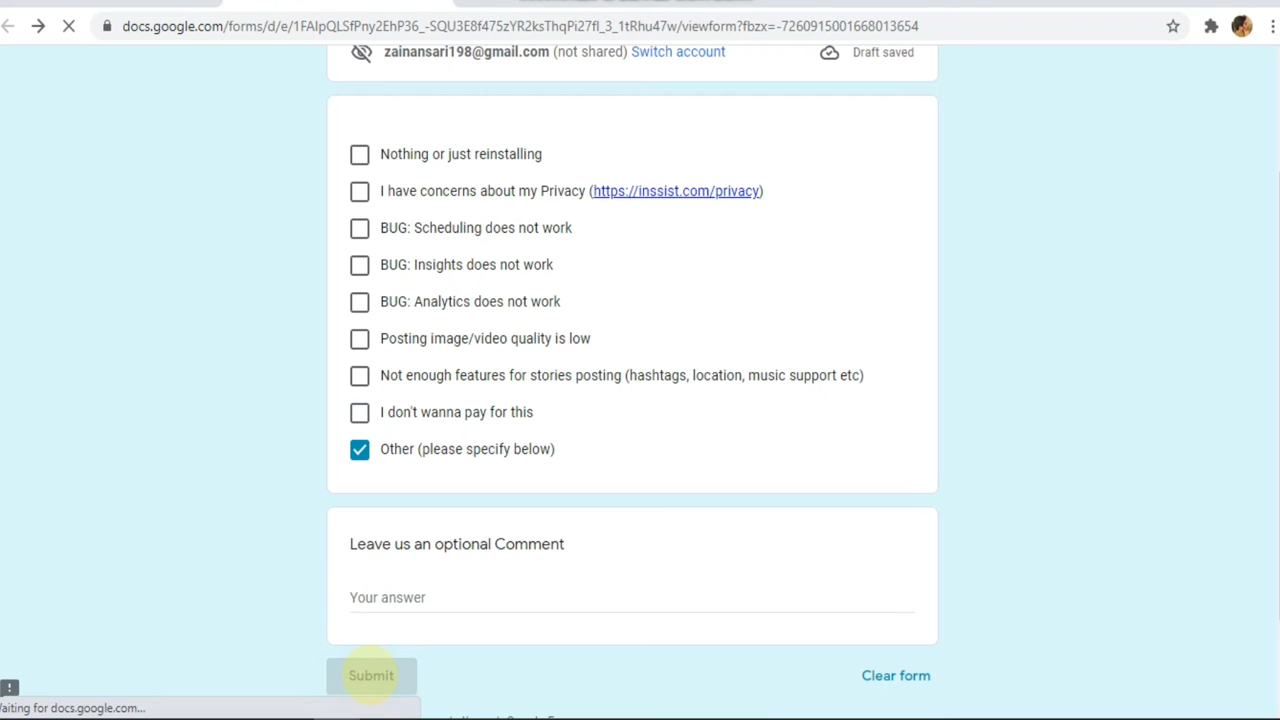 docs.google.com/forms/d/e/1FAIpQLSfPny2EhP36_-SQU3E8f475zYR2ksThqPi27fI_3_1tRhu47w/viewform?fbzx=-7260915001668013654
zainansari198@gmail.com (not shared) Switch account
Draft saved
Nothing or just reinstalling
I have concerns about my Privacy (https://inssist.com/privacy)
BUG: Scheduling does not work
BUG: Insights does not work
BUG: Analytics does not work
Posting image/video quality is low
Not enough features for stories posting (hashtags, location, music support etc)
I don't wanna pay for this
Other (please specify below)
Leave us an optional Comment
Your answer
Submit
Clear form
Waiting for docs.google.com...